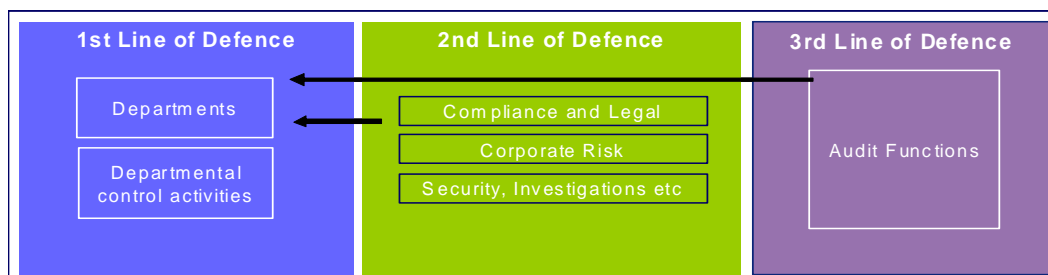 1st Line of Defence
Departments
Departmental
control activities
2nd Line of Defence
Compliance and Legal
Corporate Risk
Security, Investigations etc
3rd Line of Defence
Audit Functions